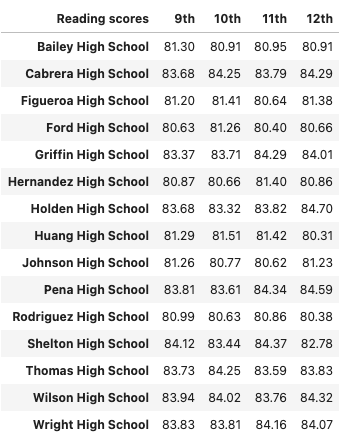 Reading scores 9th 10th 11th 12th
Bailey High School 81.30 80.91 80.95 80.91
Cabrera High School 83.68 84.25 83.79 84.29
Figueroa High School 81.20 81.41 80.64 81.38
Ford High School 80.63 81.26 80.40 80.66
Griffin High School 83.37 83.71 84.29 84.01
Hernandez High School 80.87 80.66 81.40 80.86
Holden High School 83.68 83.32 83.82 84.70
Huang High School 81.29 81.51 81.42 80.31
Johnson High School 81.26 80.77 80.62 81.23
Pena High School 83.81 83.61 84.34 84.59
Rodriguez High School 80.99 80.63 80.86 80.38
Shelton High School 84.12 83.44 84.37 82.78
Thomas High School 83.73 84.25 83.59 83.83
Wilson High School 83.94 84.02 83.76 84.32
Wright High School 83.83 83.81 84.16 84.07